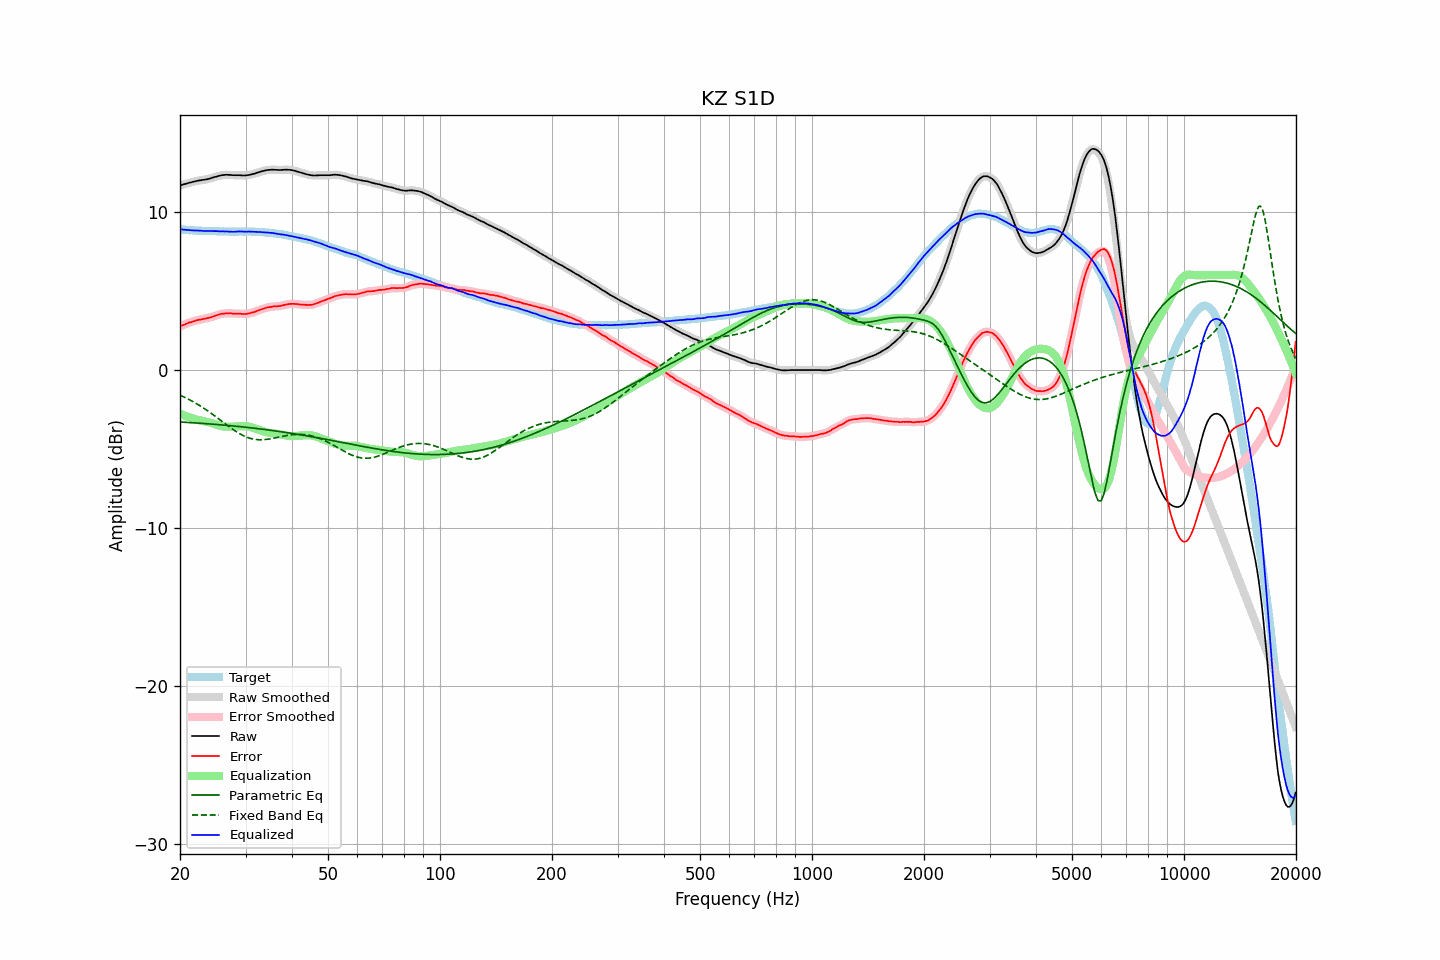 KZ S1D
Amplitude (dBr)
10
0
−10
−20
−30
Target
Raw Smoothed
Error Smoothed
Raw
Error
Equalization
Parametric Eq
Fixed Band Eq
Equalized
20 50 100 200 500 1000 2000 5000 10000 20000
Frequency (Hz)